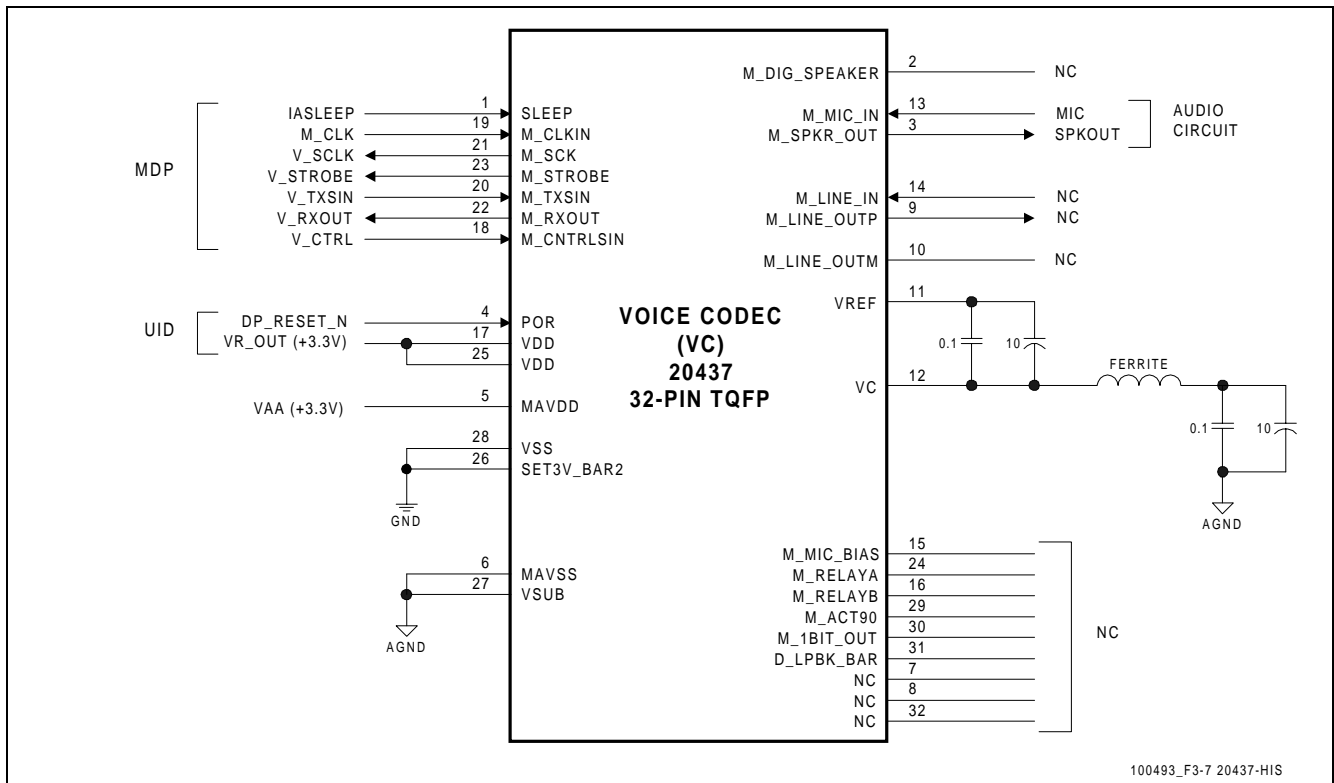 MDP
IASLEEP 1 SLEEP
M_CLK 19 M_CLKIN
V_SCLK 21 M_SCK
V_STROBE 23 M_STROBE
V_TXSIN 20 M_TXSIN
V_RXOUT 22 M_RXOUT
V_CTRL 18 M_CNTRLSIN
UID
DP_RESET_N 4 POR
VR_OUT (+3.3V) 17 VDD
25 VDD
VAA (+3.3V) 5 MAVDD
28 VSS
26 SET3V_BAR2
GND
6 MAVSS
27 VSUB
AGND
VOICE CODEC
(VC)
20437
32-PIN TQFP
M_DIG_SPEAKER 2 NC
M_MIC_IN 13 MIC
M_SPKR_OUT 3 SPKOUT
AUDIO
CIRCUIT
M_LINE_IN 14 NC
M_LINE_OUTP 9 NC
M_LINE_OUTM 10 NC
VREF 11
0.1 10
VC 12
FERRITE
0.1 10
AGND
M_MIC_BIAS 15
M_RELAYA 24
M_RELAYB 16
M_ACT90 29
M_1BIT_OUT 30
D_LPBK_BAR 31
NC 7
NC 8
NC 32
NC
100493_F3-7 20437-HIS